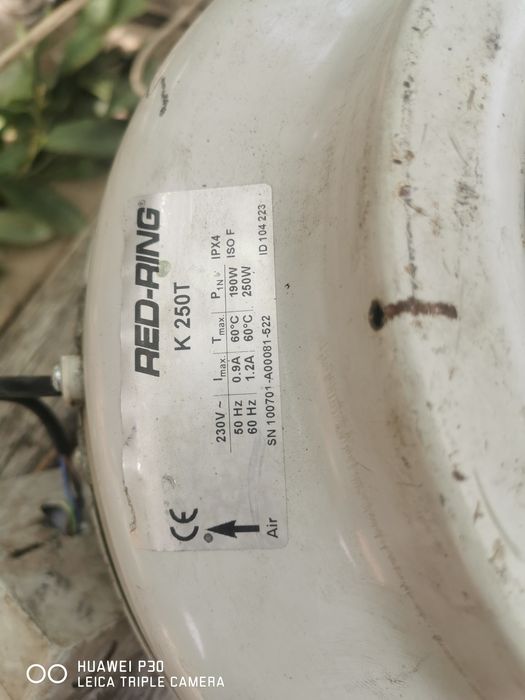 RED-RING®
K 250T
230V ~ Imax. Tmax. P1N IPX4
50 Hz 0.9A 60°C 190W ISO F
60 Hz 1.2A 60°C 250W
SN 100701-A00081-522 ID 104 223
CE
Air
HUAWEI P30
LEICA TRIPLE CAMERA